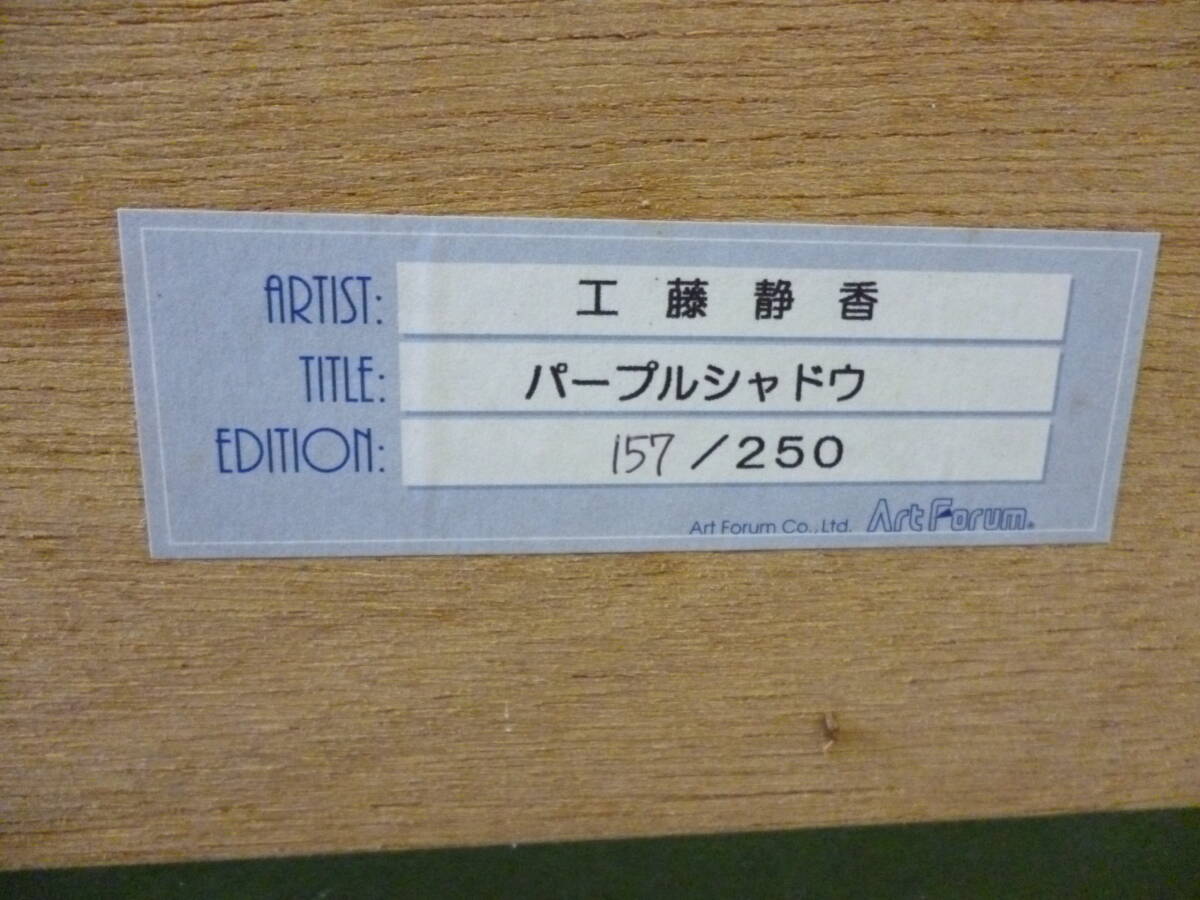 ARTIST: 工藤静香
TITLE: パープルシャドウ
EDITION: 157/250
Art Forum Co.,Ltd. Art Forum